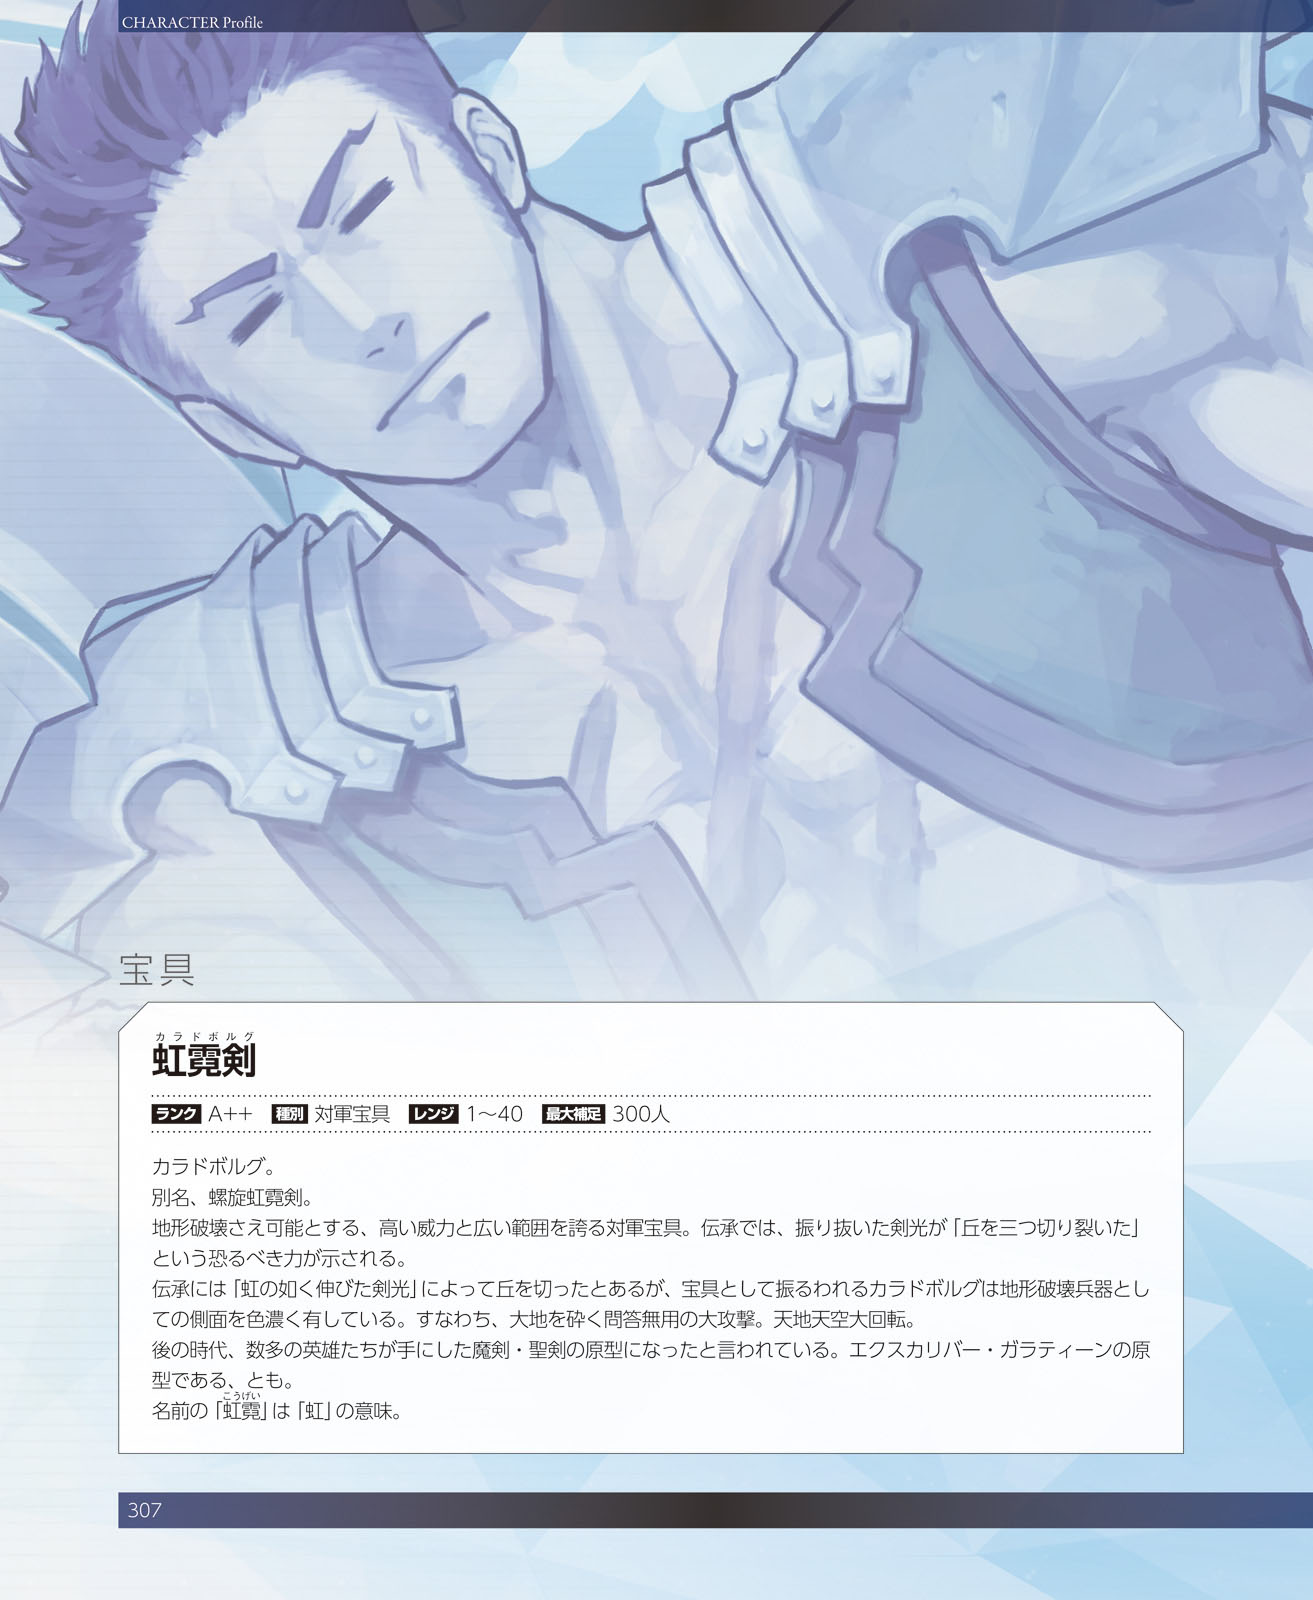 CHARACTER Profile
宝具
カラドボルグ
虹霓剣
ランク A++ 種別 対軍宝具 レンジ 1〜40 最大補足 300人
カラドボルグ。
別名、螺旋虹霓剣。
地形破壊さえ可能とする、高い威力と広い範囲を誇る対軍宝具。伝承では、振り抜いた剣光が「丘を三つ切り裂いた」
という恐るべき力が示される。
伝承には「虹の如く伸びた剣光」によって丘を切ったとあるが、宝具として振るわれるカラドボルグは地形破壊兵器とし
ての側面を色濃く有している。すなわち、大地を砕く問答無用の大攻撃。天地天空大回転。
後の時代、数多の英雄たちが手にした魔剣・聖剣の原型になったと言われている。エクスカリバー・ガラティーンの原
型である、とも。
こうげい
名前の「虹霓」は「虹」の意味。
307